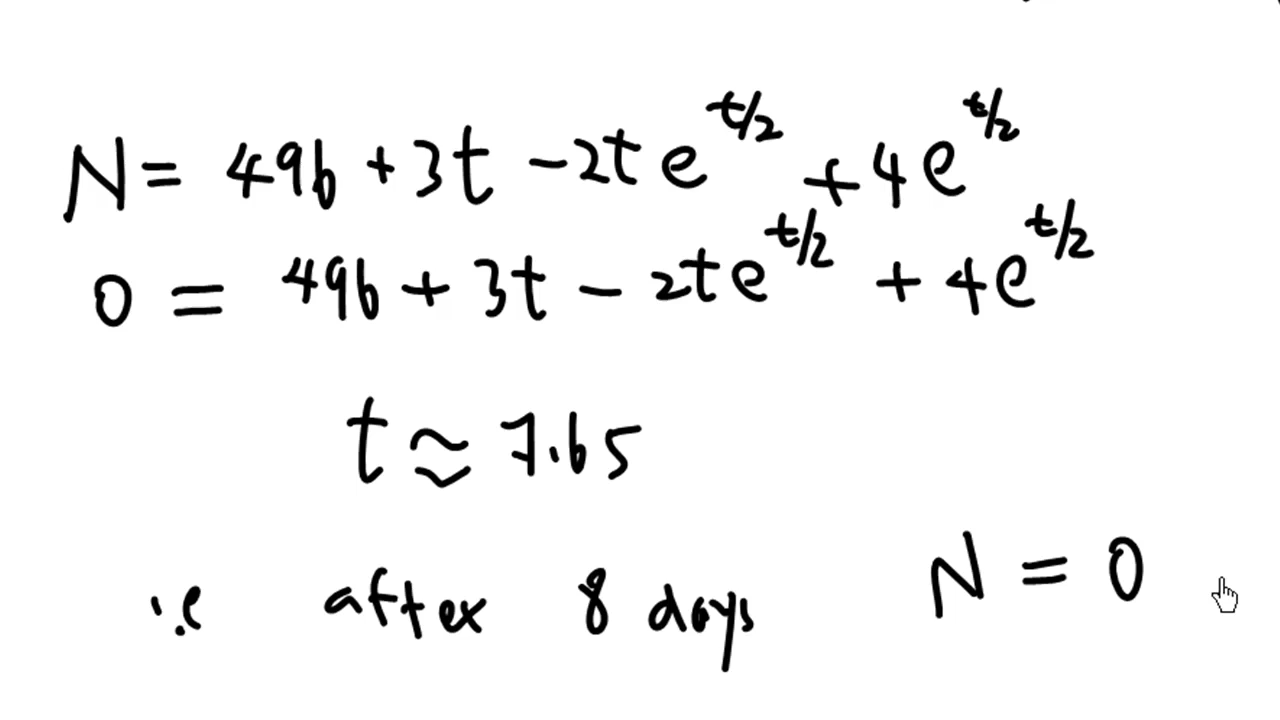 N = 496 + 3t - 2te^{t/2} + 4e^{t/2}
0 = 496 + 3t - 2te^{t/2} + 4e^{t/2}
t ≈ 7.65
i.e after 8 days N = 0